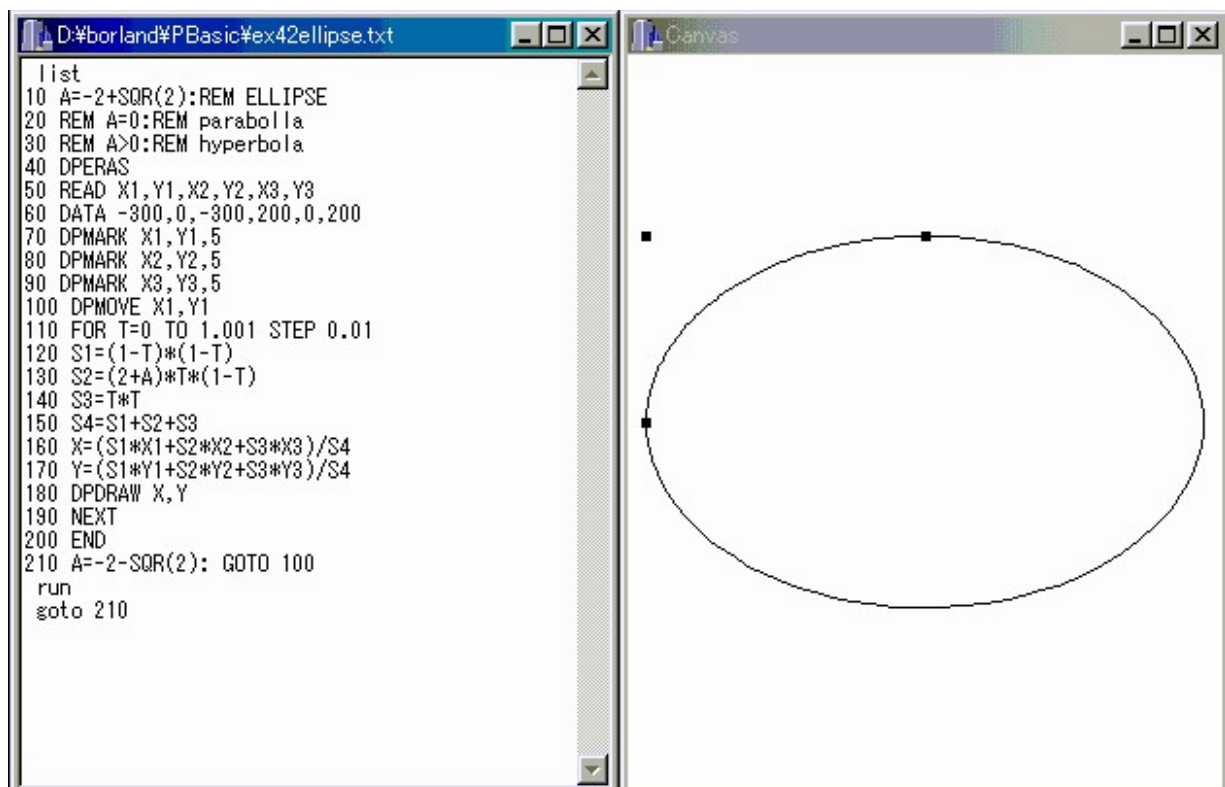 D:¥borland¥PBasic¥ex42ellipse.txt
list
10 A=-2+SQR(2):REM ELLIPSE
20 REM A=0:REM parabolla
30 REM A>0:REM hyperbola
40 DPERAS
50 READ X1,Y1,X2,Y2,X3,Y3
60 DATA -300,0,-300,200,0,200
70 DPMARK X1,Y1,5
80 DPMARK X2,Y2,5
90 DPMARK X3,Y3,5
100 DPMOVE X1,Y1
110 FOR T=0 TO 1.001 STEP 0.01
120 S1=(1-T)*(1-T)
130 S2=(2+A)*T*(1-T)
140 S3=T*T
150 S4=S1+S2+S3
160 X=(S1*X1+S2*X2+S3*X3)/S4
170 Y=(S1*Y1+S2*Y2+S3*Y3)/S4
180 DPDRAW X,Y
190 NEXT
200 END
210 A=-2-SQR(2): GOTO 100
run
goto 210
Canvas